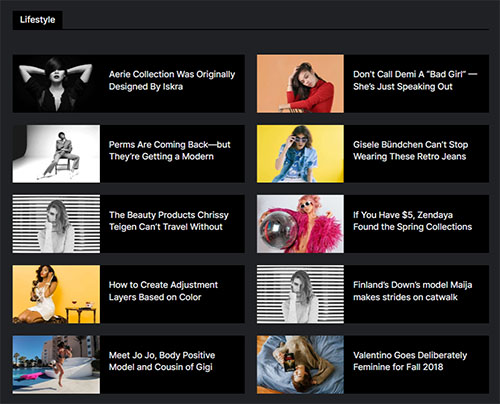 Lifestyle
Aerie Collection Was Originally
Designed By Iskra
Don't Call Demi A “Bad Girl” —
She's Just Speaking Out
Perms Are Coming Back—but
They're Getting a Modern
Gisele Bündchen Can't Stop
Wearing These Retro Jeans
The Beauty Products Chrissy
Teigen Can't Travel Without
If You Have $5, Zendaya
Found the Spring Collections
How to Create Adjustment
Layers Based on Color
Finland's Down's model Maija
makes strides on catwalk
Meet Jo Jo, Body Positive
Model and Cousin of Gigi
Valentino Goes Deliberately
Feminine for Fall 2018